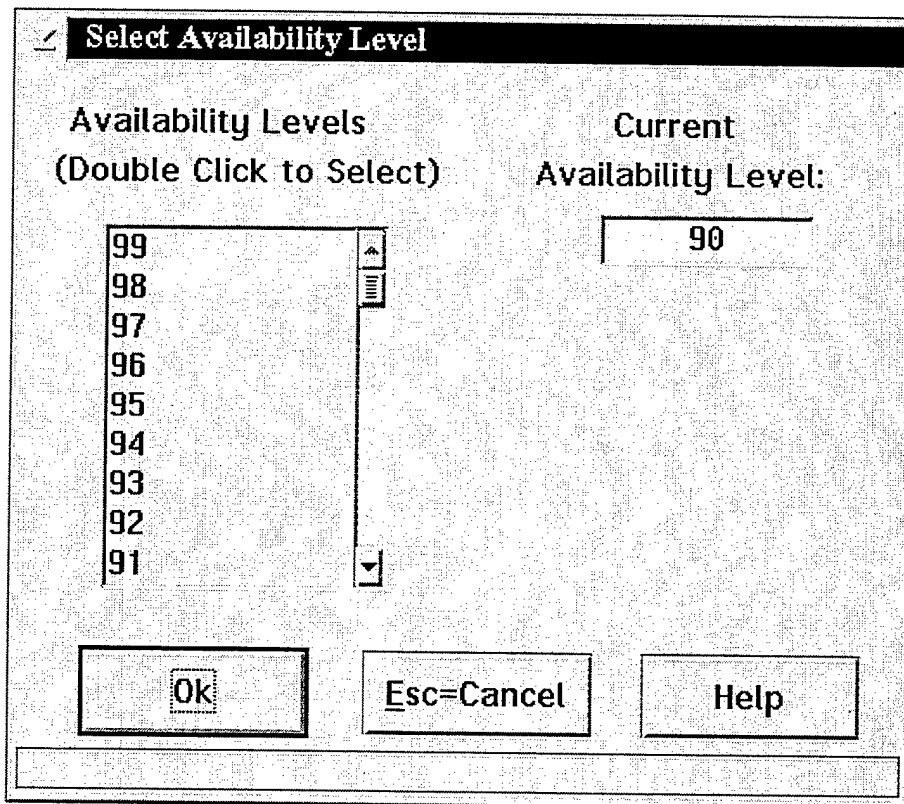 Select Availability Level
Availability Levels
(Double Click to Select)
99
98
97
96
95
94
93
92
91
Current
Availability Level:
90
Ok
Esc=Cancel
Help